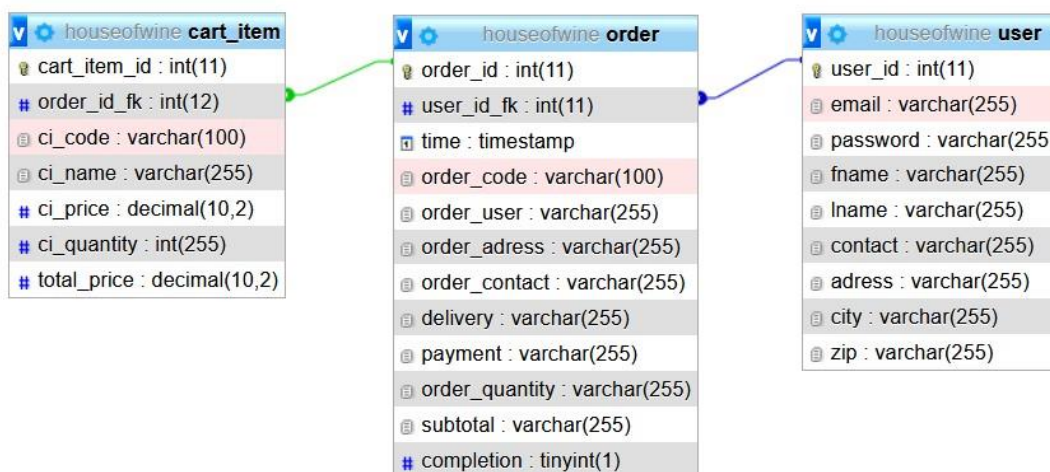 houseofwine cart_item
cart_item_id : int(11)
order_id_fk : int(12)
ci_code : varchar(100)
ci_name : varchar(255)
ci_price : decimal(10,2)
ci_quantity : int(255)
total_price : decimal(10,2)
houseofwine order
order_id : int(11)
user_id_fk : int(11)
time : timestamp
order_code : varchar(100)
order_user : varchar(255)
order_adress : varchar(255)
order_contact : varchar(255)
delivery : varchar(255)
payment : varchar(255)
order_quantity : varchar(255)
subtotal : varchar(255)
completion : tinyint(1)
houseofwine user
user_id : int(11)
email : varchar(255)
password : varchar(255
fname : varchar(255)
lname : varchar(255)
contact : varchar(255)
adress : varchar(255)
city : varchar(255)
zip : varchar(255)